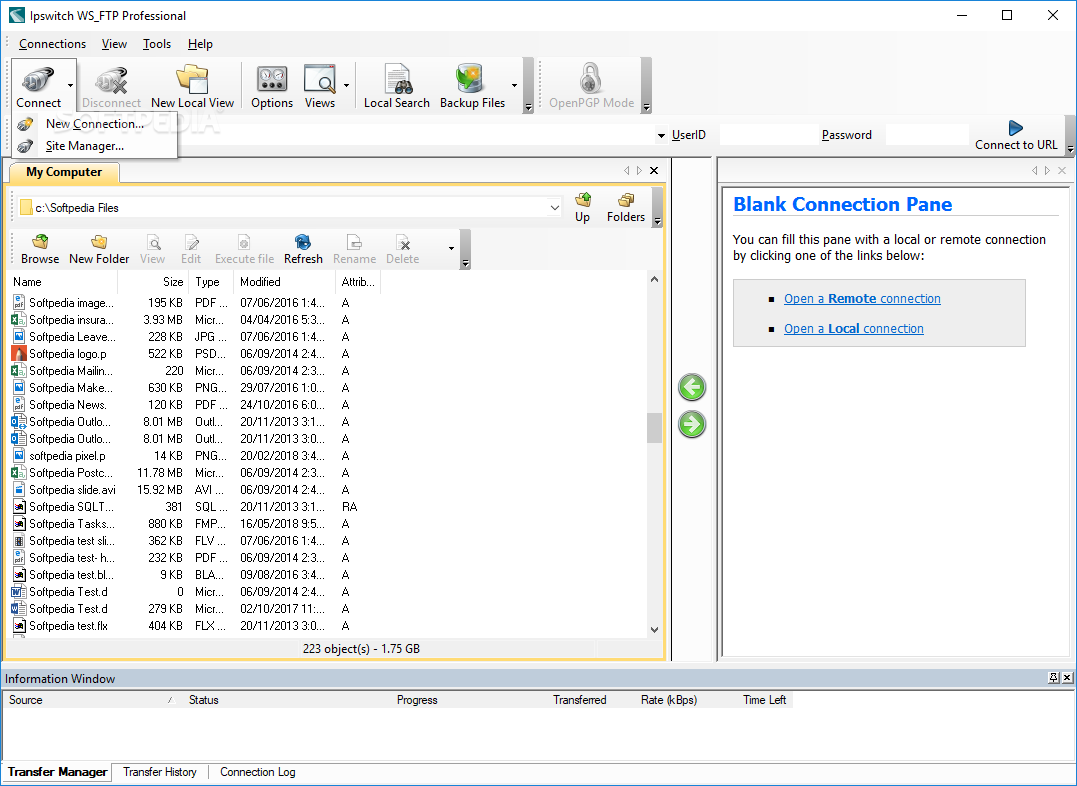 Ipswitch WS_FTP Professional
Connections View Tools Help
Connect Disconnect New Local View Options Views Local Search Backup Files OpenPGP Mode
SOFTPEDIA
New Connection...
Site Manager...
UserID Password Connect to URL
My Computer
c:\Softpedia Files Up Folders
Browse New Folder View Edit Execute file Refresh Rename Delete
Name Size Type Modified Attrib...
Softpedia image... 195 KB PDF ... 07/06/2016 1:4... A
Softpedia insura... 3.93 MB Micr... 04/04/2016 5:3... A
Softpedia Leave... 228 KB JPG ... 07/06/2016 1:4... A
Softpedia logo.p 522 KB PSD... 06/09/2014 2:4... A
Softpedia Mailin... 220 Micr... 06/09/2014 2:3... A
Softpedia Make... 630 KB PNG... 29/07/2016 1:0... A
Softpedia News. 120 KB PDF ... 24/10/2016 6:0... A
Softpedia Outlo... 8.01 MB Outl... 20/11/2013 3:1... A
Softpedia Outlo... 8.01 MB Outl... 20/11/2013 3:0... A
softpedia pixel.p 14 KB PNG... 20/02/2018 3:4... A
Softpedia Postc... 11.78 MB Micr... 06/09/2014 2:3... A
Softpedia slide.avi 15.92 MB AVI ... 06/09/2014 2:4... A
Softpedia SQLT... 381 SQL ... 20/11/2013 3:1... RA
Softpedia Tasks... 880 KB FMP... 16/05/2018 9:5... A
Softpedia test sli... 362 KB FLV ... 07/06/2016 1:4... A
Softpedia test- h... 232 KB PDF ... 06/09/2014 2:3... A
Softpedia test.bl... 9 KB BLA... 09/08/2016 3:4... A
Softpedia Test.d 0 Micr... 06/09/2014 2:4... A
Softpedia Test.d 279 KB Micr... 02/10/2017 11:... A
Softpedia test.flx 404 KB FLX ... 20/11/2013 3:0... A
223 object(s) - 1.75 GB
Blank Connection Pane
You can fill this pane with a local or remote connection
by clicking one of the links below:
Open a Remote connection
Open a Local connection
Information Window
Source Status Progress Transferred Rate (kBps) Time Left
Transfer Manager Transfer History Connection Log